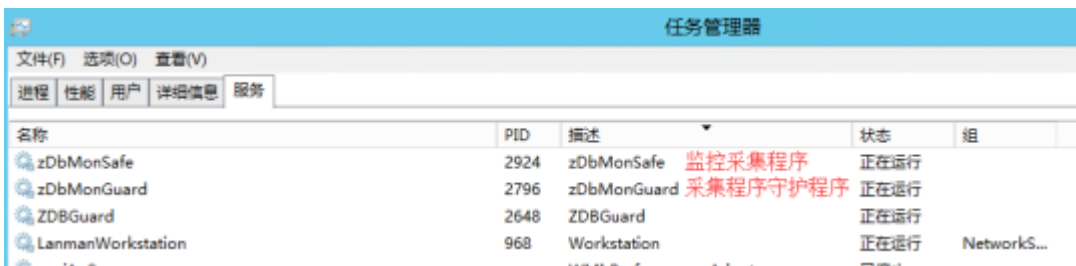 任务管理器
文件(F) 选项(O) 查看(V)
进程 性能 用户 详细信息 服务
名称 PID 描述 状态 组
zDbMonSafe 2924 zDbMonSafe 监控采集程序 正在运行
zDbMonGuard 2796 zDbMonGuard 采集程序守护程序 正在运行
ZDBGuard 2648 ZDBGuard 正在运行
LanmanWorkstation 968 Workstation 正在运行 NetworkS...